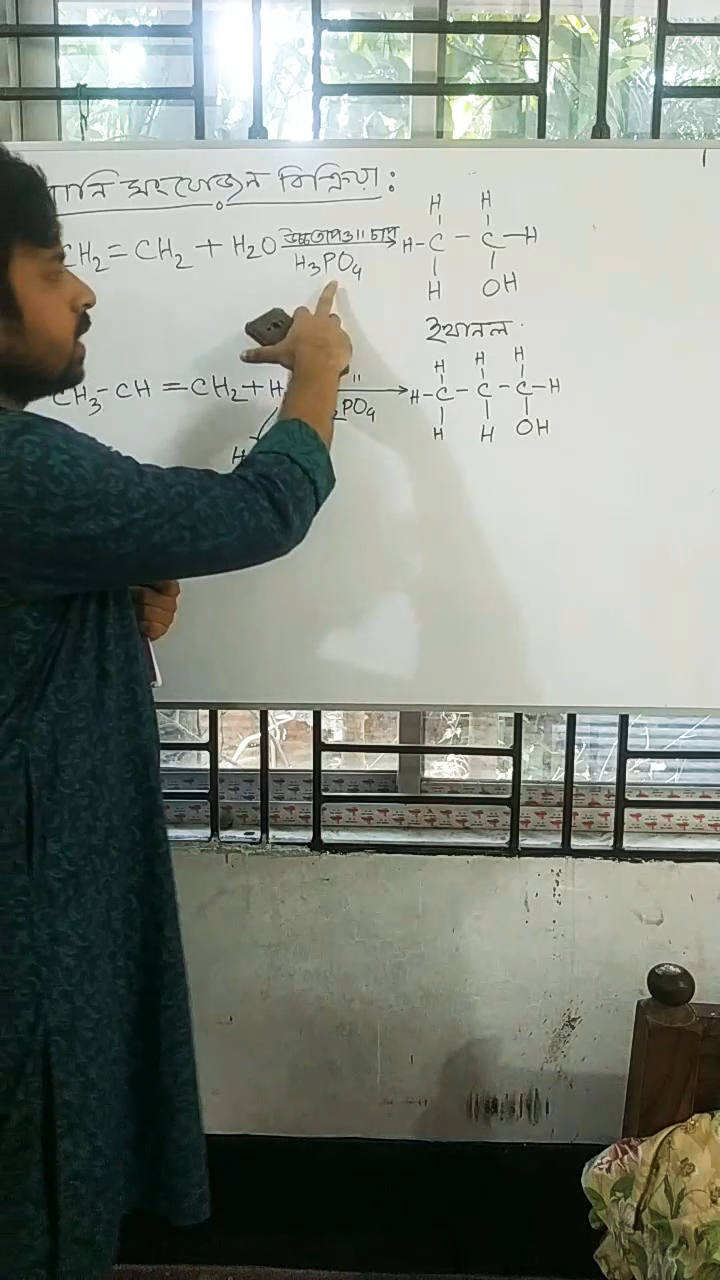 পানি সংযোজন বিক্রিয়া :
CH₂ = CH₂ + H₂O উচ্চতাপ ও চাপ H₃PO₄
H H
H-C - C-H
H OH
ইথানল
CH₃-CH = CH₂ + H " PO₄
H H H
H-C - C - C-H
H H OH
H